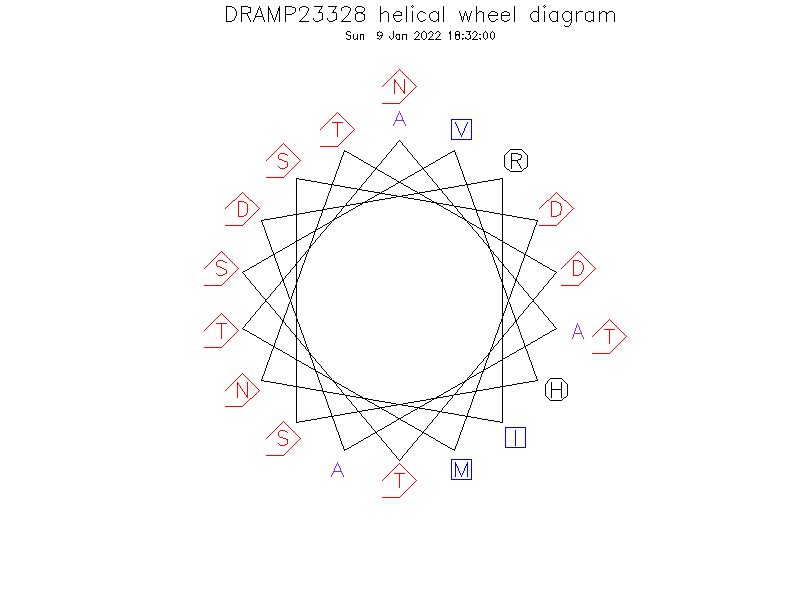 DRAMP23328 helical wheel diagram
Sun 9 Jan 2022 18:32:00
N
T A V
S R
D D
S D
T A T
N H
S I
A T M